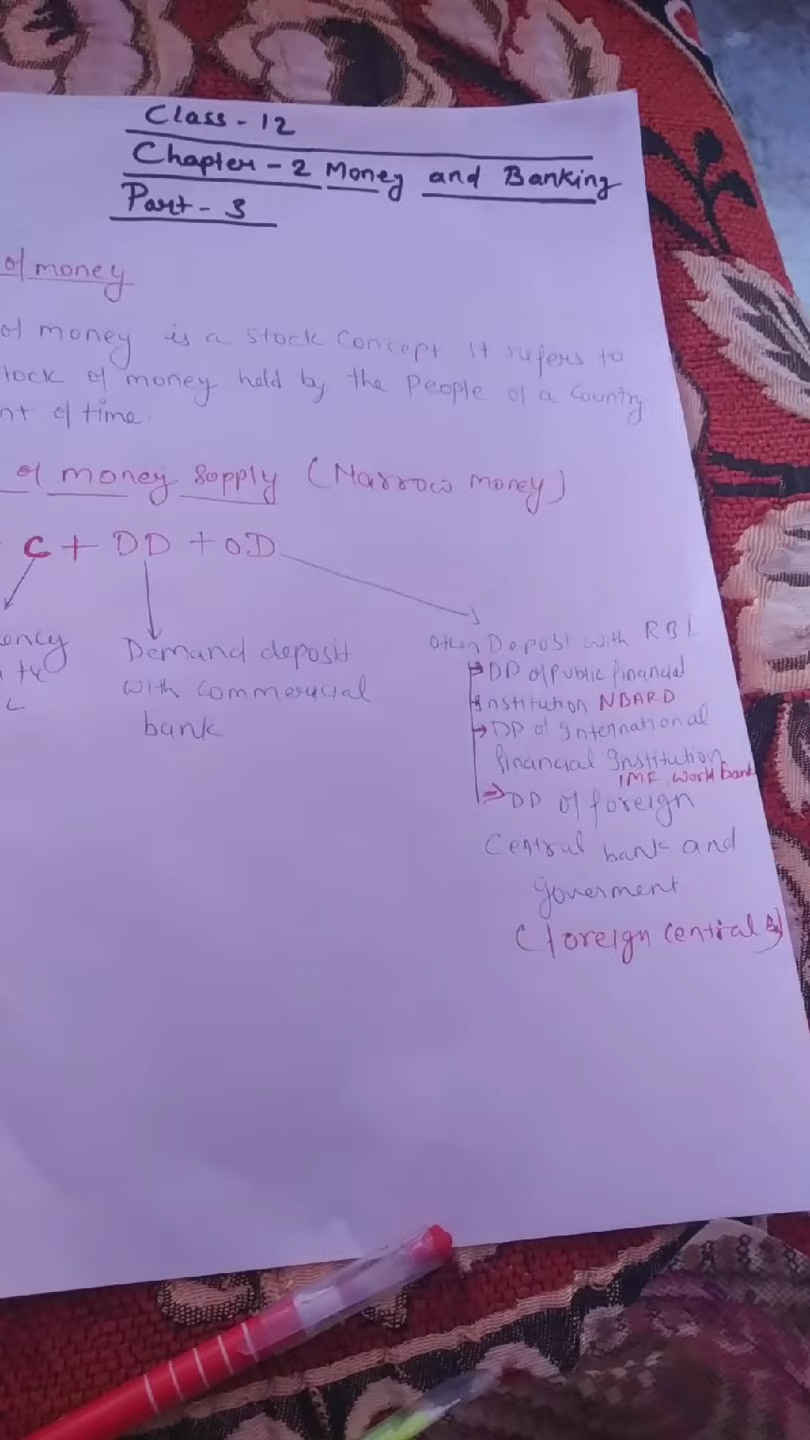 Class - 12
Chapter - 2 Money and Banking
Part - 3
of money
of money is a stock concept It refers to
tock of money held by the People of a country
nt of time
of money supply (Narrow money)
C + DD + OD
ency
Demand deposit
with commercial
bank
Other Deposit with RBI
DD of Public financial
Institution NBARD
DD of International
financial Institution
IMF, World bank
DD of foreign
Central bank and
goverment
(foreign central